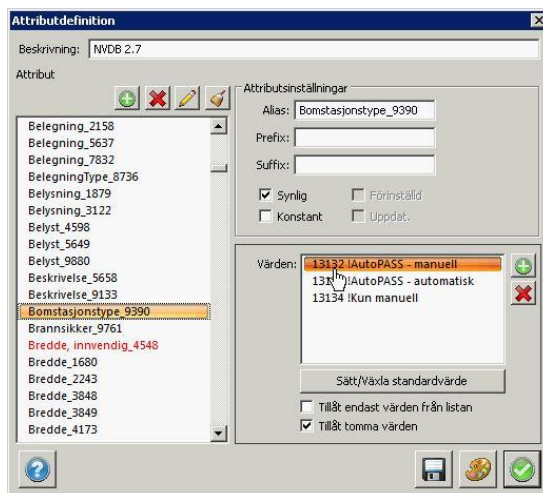 Attributdefinition
Beskrivning: NVDB 2.7
Attribut
Belegning_2158
Belegning_5637
Belegning_7832
BelegningType_8736
Belysning_1879
Belysning_3122
Belyst_4598
Belyst_5649
Belyst_9880
Beskrivelse_5658
Beskrivelse_9133
Bomstasjonstype_9390
Brannsikker_9761
Bredde, innvendig_4548
Bredde_1680
Bredde_2243
Bredde_3848
Bredde_3849
Bredde_4173
Attributsinställningar
Alias: Bomstasjonstype_9390
Prefix:
Suffix:
Synlig Förinställd
Konstant Uppdat.
Värden:
13132 !AutoPASS - manuell
!AutoPASS - automatisk
13134 !Kun manuell
Sätt/Växla standardvärde
Tillåt endast värden från listan
Tillåt tomma värden